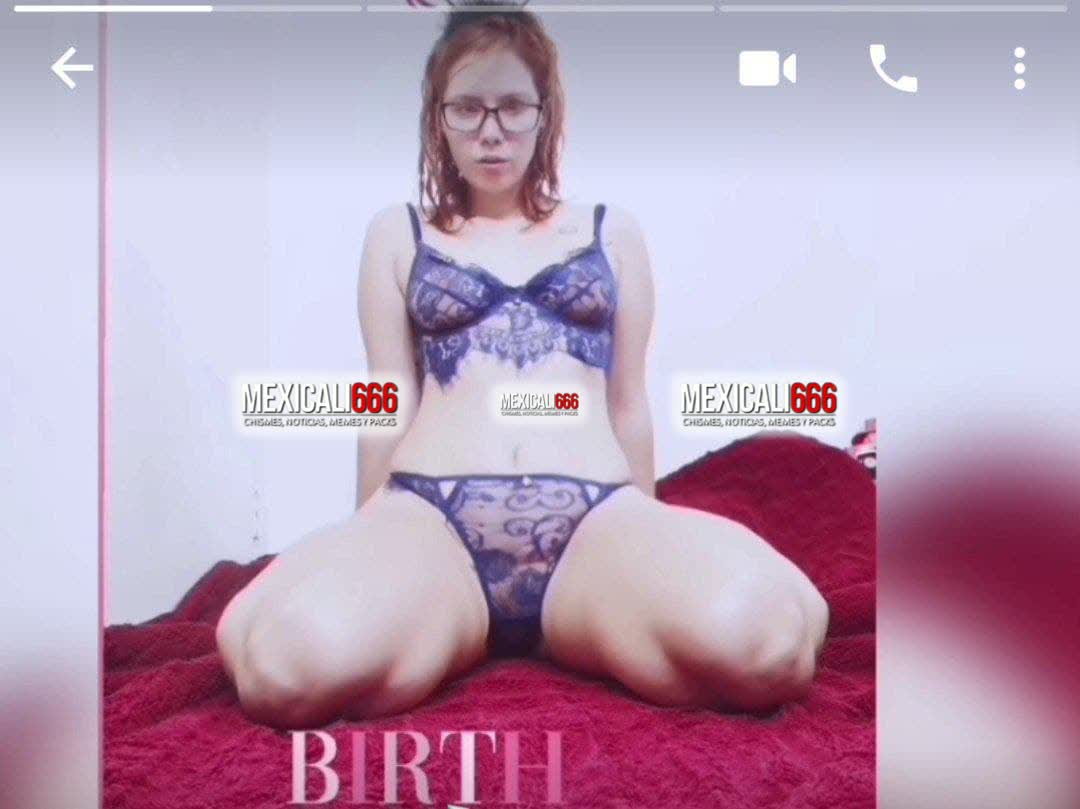 MEXICALI666
CHISMES, NOTICIAS, MEMES Y PACKS
MEXICALI666
CHISMES, NOTICIAS, MEMES Y PACKS
MEXICALI666
CHISMES, NOTICIAS, MEMES Y PACKS
BIRTH